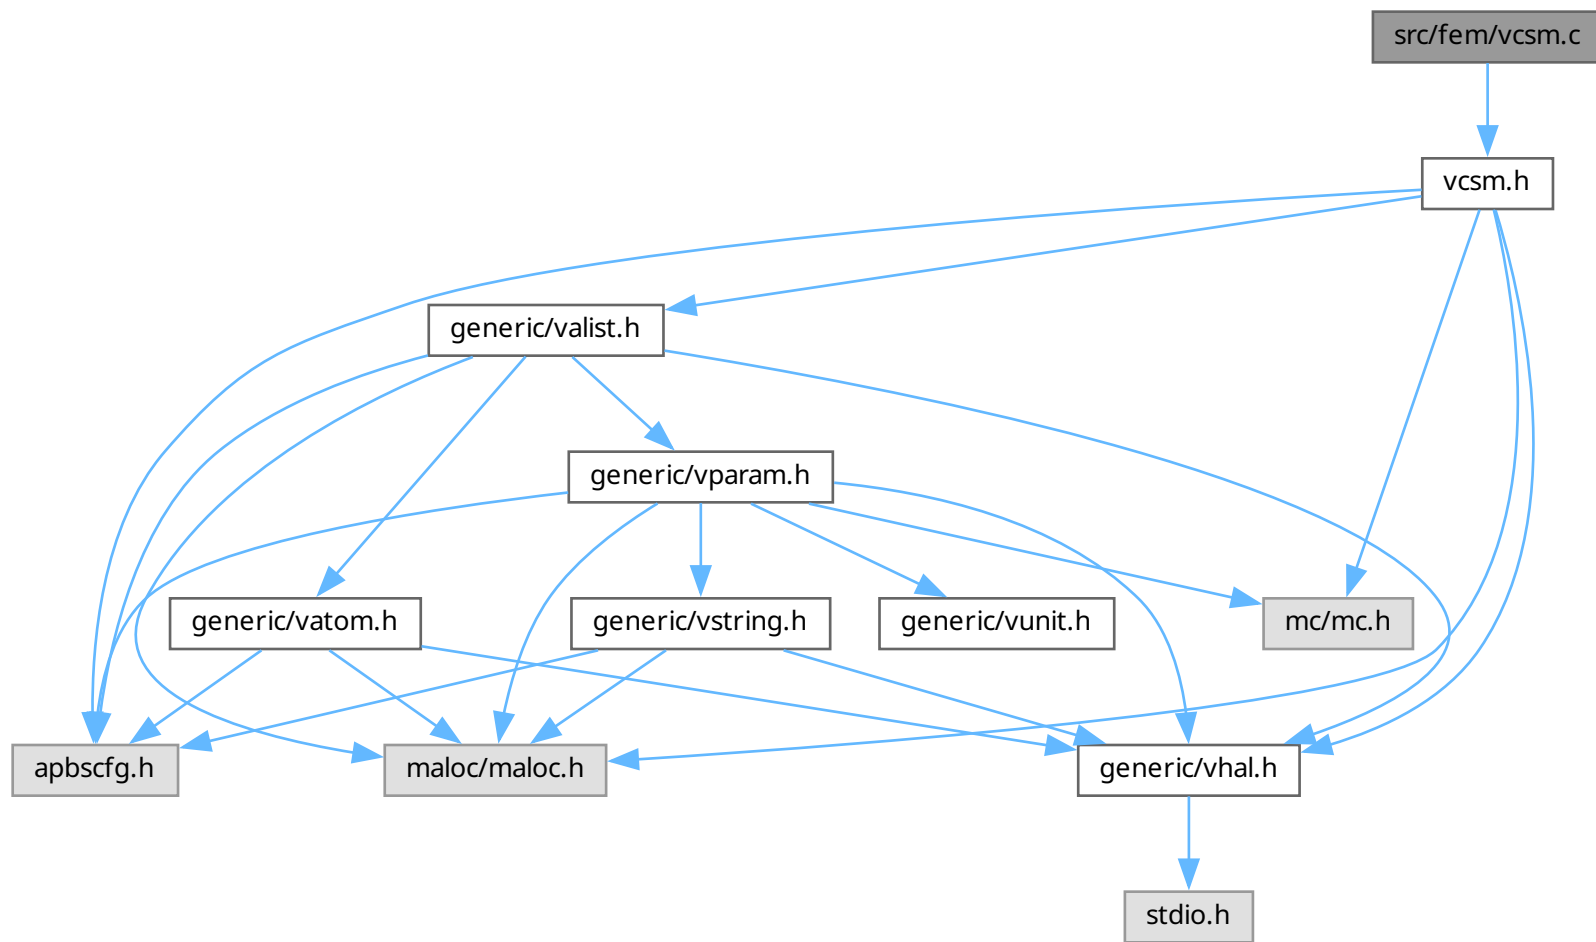 src/fem/vcsm.c
vcsm.h
generic/valist.h
generic/vparam.h
generic/vatom.h
generic/vstring.h
generic/vunit.h
mc/mc.h
apbscfg.h
maloc/maloc.h
generic/vhal.h
stdio.h